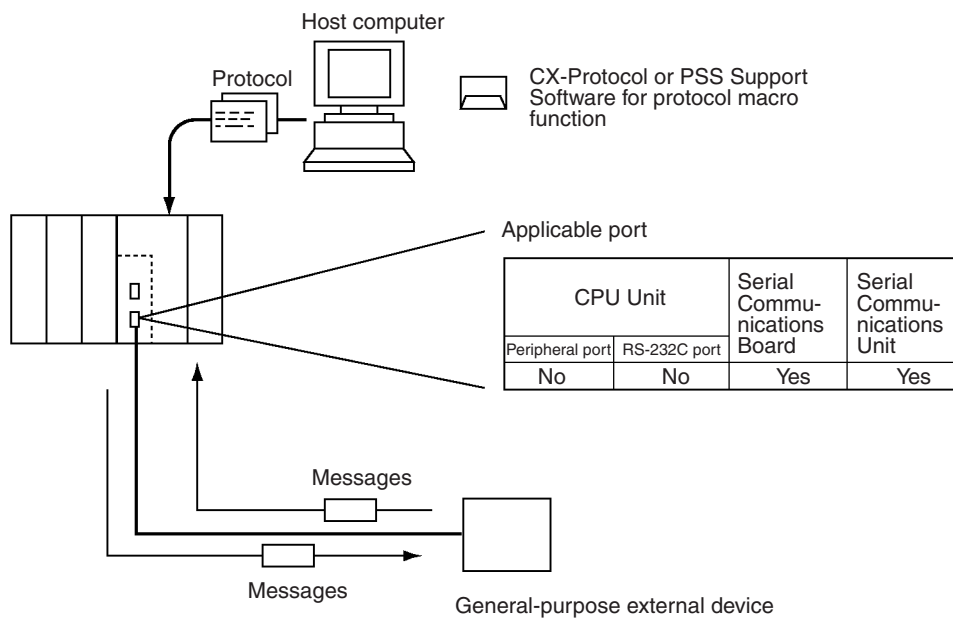 Host computer
Protocol
CX-Protocol or PSS Support
Software for protocol macro
function
Applicable port
CPU Unit
Serial
Commu-
nications
Board
Serial
Commu-
nications
Unit
Peripheral port
RS-232C port
No
No
Yes
Yes
Messages
Messages
General-purpose external device